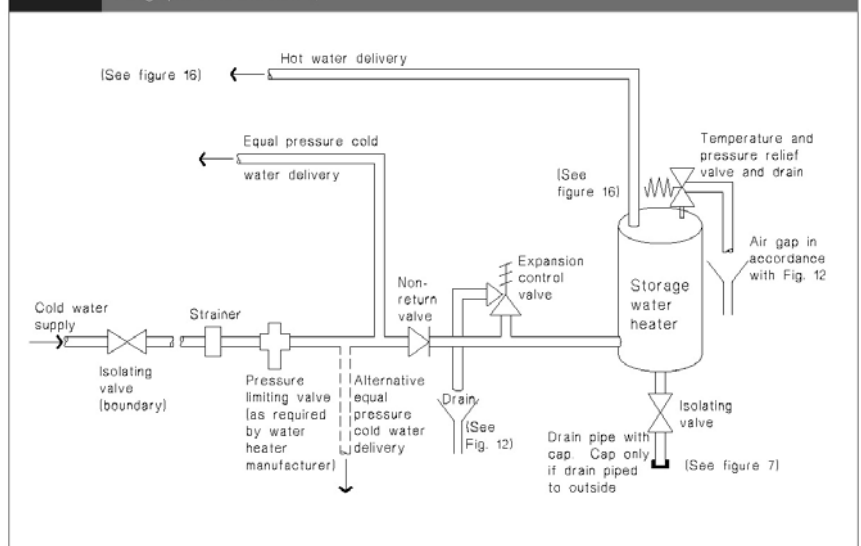 Hot water delivery
(See figure 16)
Equal pressure cold
water delivery
Temperature and
pressure relief
valve and drain
(See
figure 16)
Air gap in
accordance
with Fig. 12
Expansion
control
valve
Non-
return
valve
Storage
water
heater
Cold water
supply
Strainer
Isolating
valve
(boundary)
Pressure
limiting valve
(as required
by water
heater
manufacturer)
Alternative
equal
pressure
cold water
delivery
Drain
(See
Fig. 12)
Isolating
valve
Drain pipe with
cap. Cap only
if drain piped
to outside
(See figure 7)